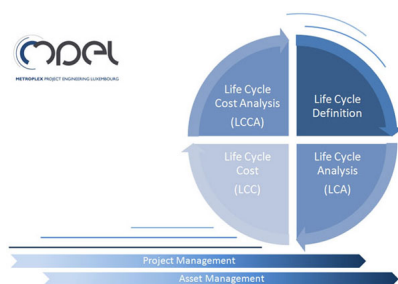 mpel
METROPLEX PROJECT ENGINEERING LUXEMBOURG
Life Cycle
Cost Analysis
(LCCA)
Life Cycle
Definition
Life Cycle
Cost
(LCC)
Life Cycle
Analysis
(LCA)
Project Management
Asset Management